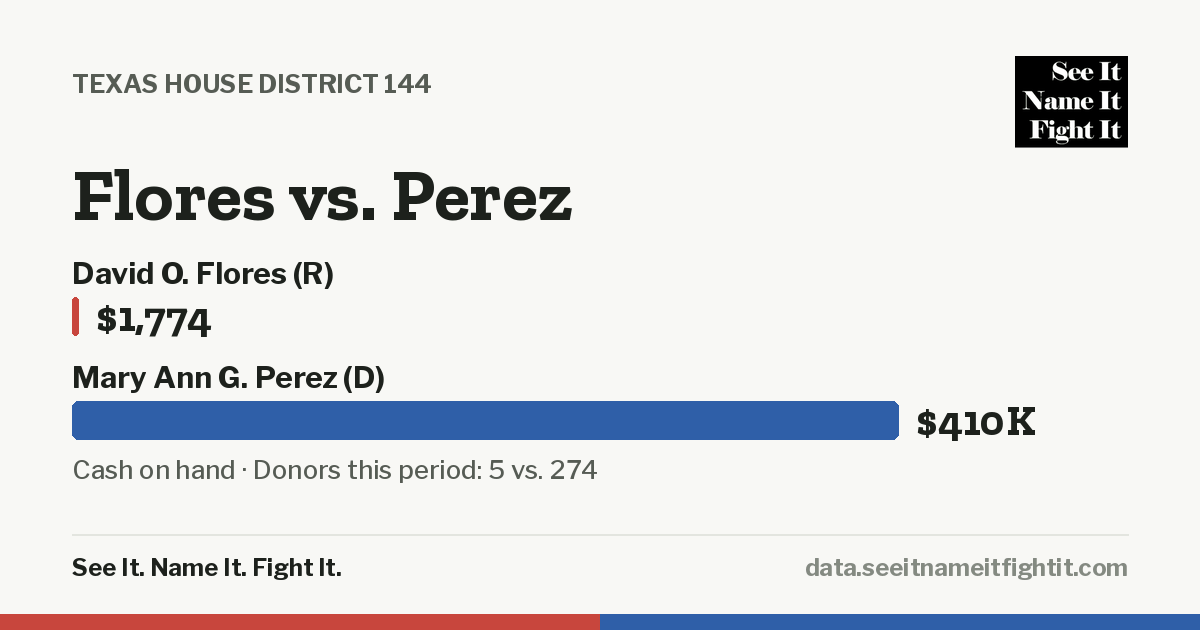 TEXAS HOUSE DISTRICT 144
See It
Name It
Fight It
Flores vs. Perez
David O. Flores (R)
$1,774
Mary Ann G. Perez (D)
$410K
Cash on hand · Donors this period: 5 vs. 274
See It. Name It. Fight It.
data.seeitnameitfightit.com